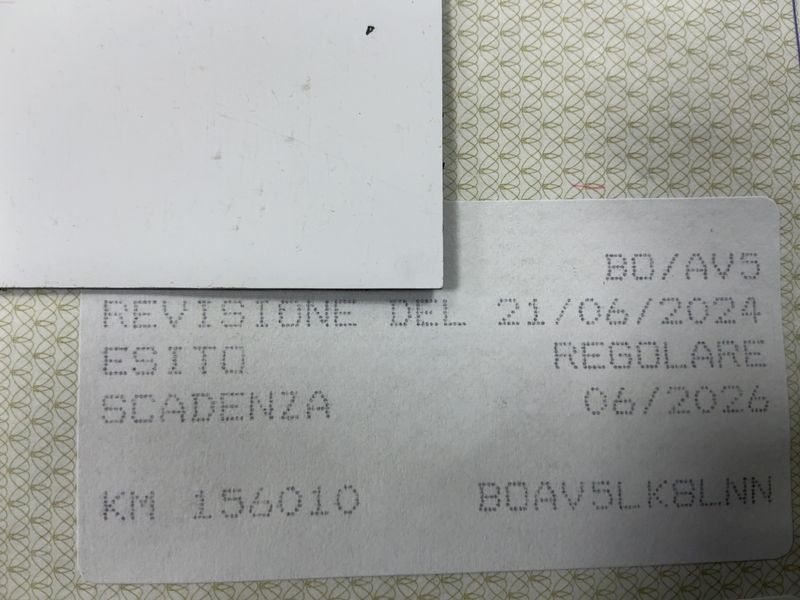 BO/AV5
REVISIONE DEL 21/06/2024
ESITO REGOLARE
SCADENZA 06/2026
KM 156010 BOAV5LK8LNN